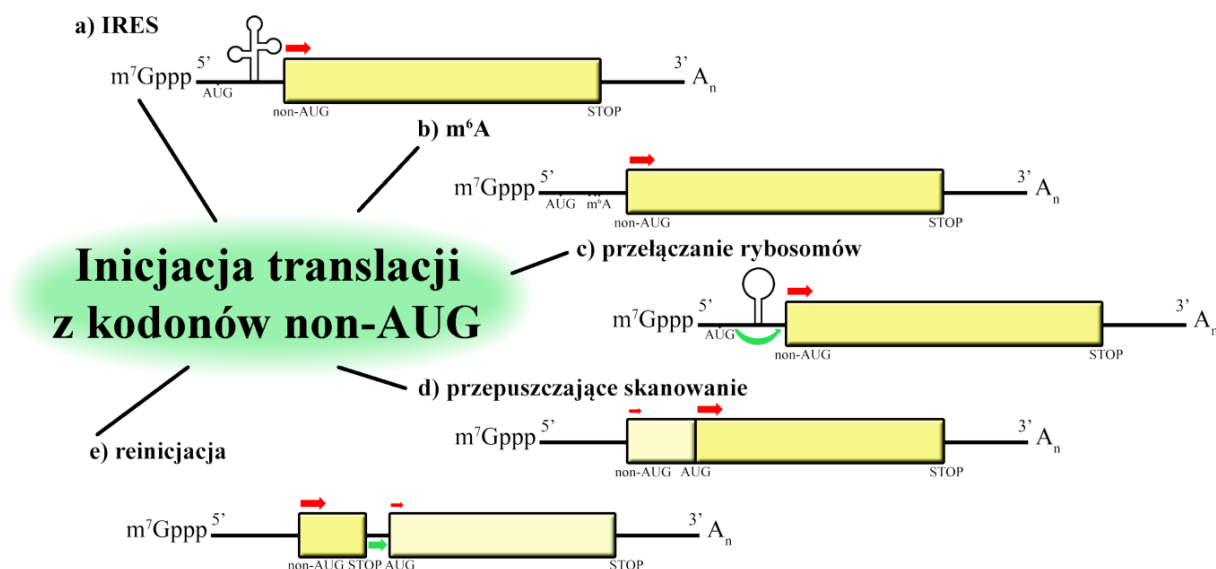 a) IRES
m⁷Gppp 5’ 3’ Aₙ
AUG non-AUG STOP
b) m⁶A
m⁷Gppp 5’ 3’ Aₙ
AUG m⁶A non-AUG STOP
Inicjacja translacji
z kodonów non-AUG
c) przełączanie rybosomów
m⁷Gppp 5’ 3’ Aₙ
AUG non-AUG STOP
d) przepuszczające skanowanie
m⁷Gppp 5’ 3’ Aₙ
non-AUG AUG STOP
e) reinicjacja
m⁷Gppp 5’ 3’ Aₙ
non-AUG STOP AUG STOP